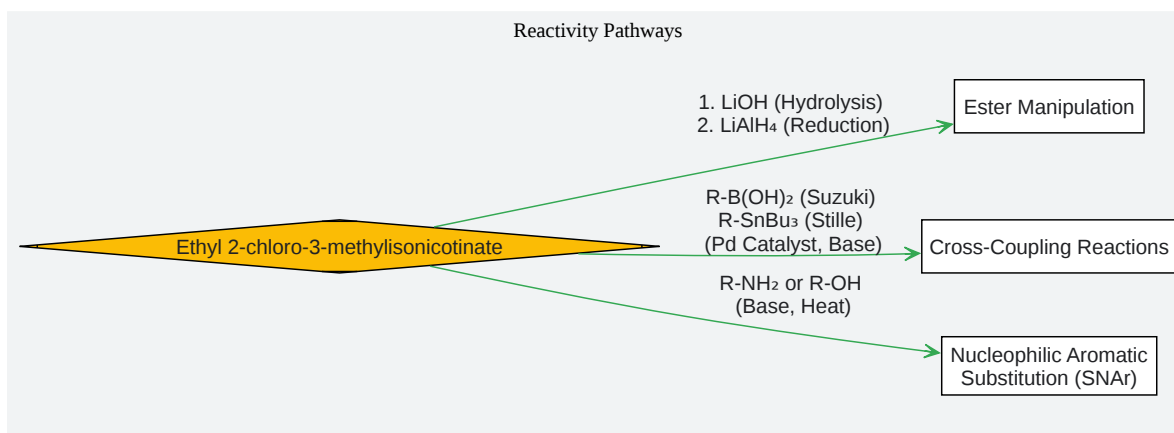 Reactivity Pathways
1. LiOH (Hydrolysis)
2. LiAlH₄ (Reduction)
Ester Manipulation
R-B(OH)₂ (Suzuki)
R-SnBu₃ (Stille)
(Pd Catalyst, Base)
Ethyl 2-chloro-3-methylisonicotinate
Cross-Coupling Reactions
R-NH₂ or R-OH
(Base, Heat)
Nucleophilic Aromatic
Substitution (SNAr)